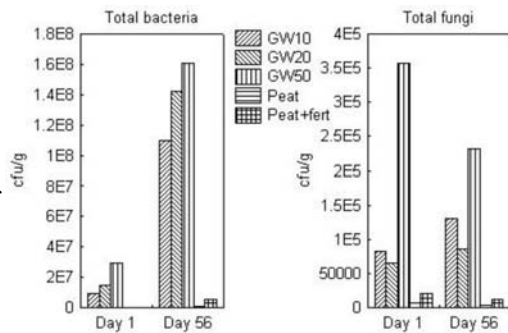 Total bacteria
1.8E8
1.6E8
1.4E8
1.2E8
1E8
8E7
6E7
4E7
2E7
0
cfu/g
Day 1 Day 56
GW10
GW20
GW50
Peat
Peat+fert
Total fungi
4E5
3.5E5
3E5
2.5E5
2E5
1.5E5
1E5
50000
0
cfu/g
Day 1 Day 56